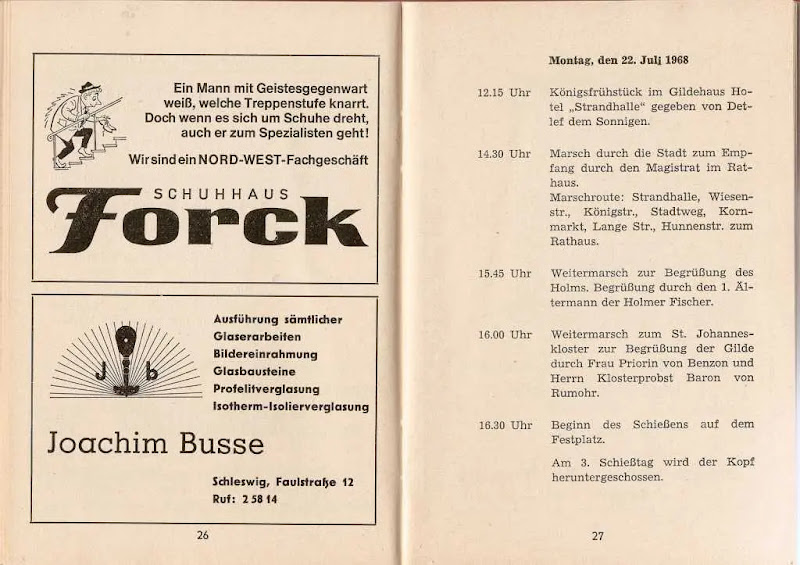 Ein Mann mit Geistesgegenwart
weiß, welche Treppenstufe knarrt.
Doch wenn es sich um Schuhe dreht,
auch er zum Spezialisten geht!
Wir sind ein NORD-WEST-Fachgeschäft
SCHUHHAUS
Forck
Ausführung sämtlicher
Glaserarbeiten
Bildereinrahmung
Glasbausteine
Profelitverglasung
Isotherm-Isolierverglasung
J b
Joachim Busse
Schleswig, Faulstraße 12
Ruf: 2 58 14
26
Montag, den 22. Juli 1968
12.15 Uhr Königsfrühstück im Gildehaus Ho-
tel „Strandhalle" gegeben von Det-
lef dem Sonnigen.
14.30 Uhr Marsch durch die Stadt zum Emp-
fang durch den Magistrat im Rat-
haus.
Marschroute: Strandhalle, Wiesen-
str., Königstr., Stadtweg, Korn-
markt, Lange Str., Hunnenstr. zum
Rathaus.
15.45 Uhr Weitermarsch zur Begrüßung des
Holms. Begrüßung durch den 1. Äl-
termann der Holmer Fischer.
16.00 Uhr Weitermarsch zum St. Johannes-
kloster zur Begrüßung der Gilde
durch Frau Priorin von Benzon und
Herrn Klosterprobst Baron von
Rumohr.
16.30 Uhr Beginn des Schießens auf dem
Festplatz.
Am 3. Schießtag wird der Kopf
heruntergeschossen.
27